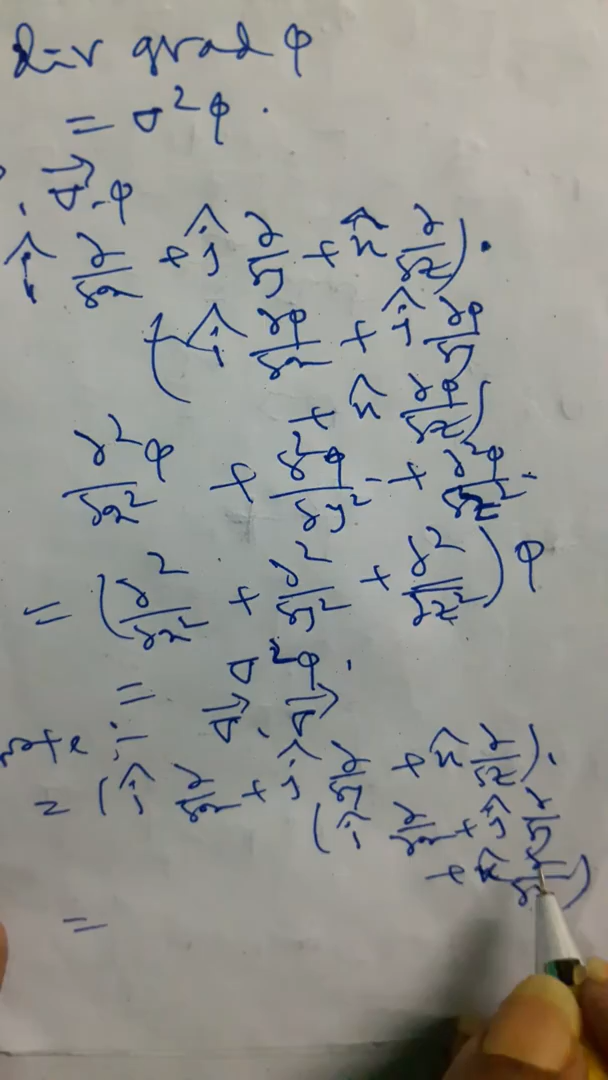 div grad φ
= ∇²φ.
. ∇⃗.φ
î ∂/∂x + ĵ ∂/∂y + k̂ ∂/∂z).
(î ∂φ/∂x + ĵ ∂φ/∂y
+ k̂ ∂φ/∂z)
∂²φ/∂x² + ∂²φ/∂y² + ∂²φ/∂z².
= (∂²/∂x² + ∂²/∂y² + ∂²/∂z²) φ
= ∇²φ.
∇⃗ . ∇⃗
= (î ∂/∂x + ĵ ∂/∂y + k̂ ∂/∂z).
(î ∂/∂x + ĵ ∂/∂y
+ k̂ ∂/∂z)
=